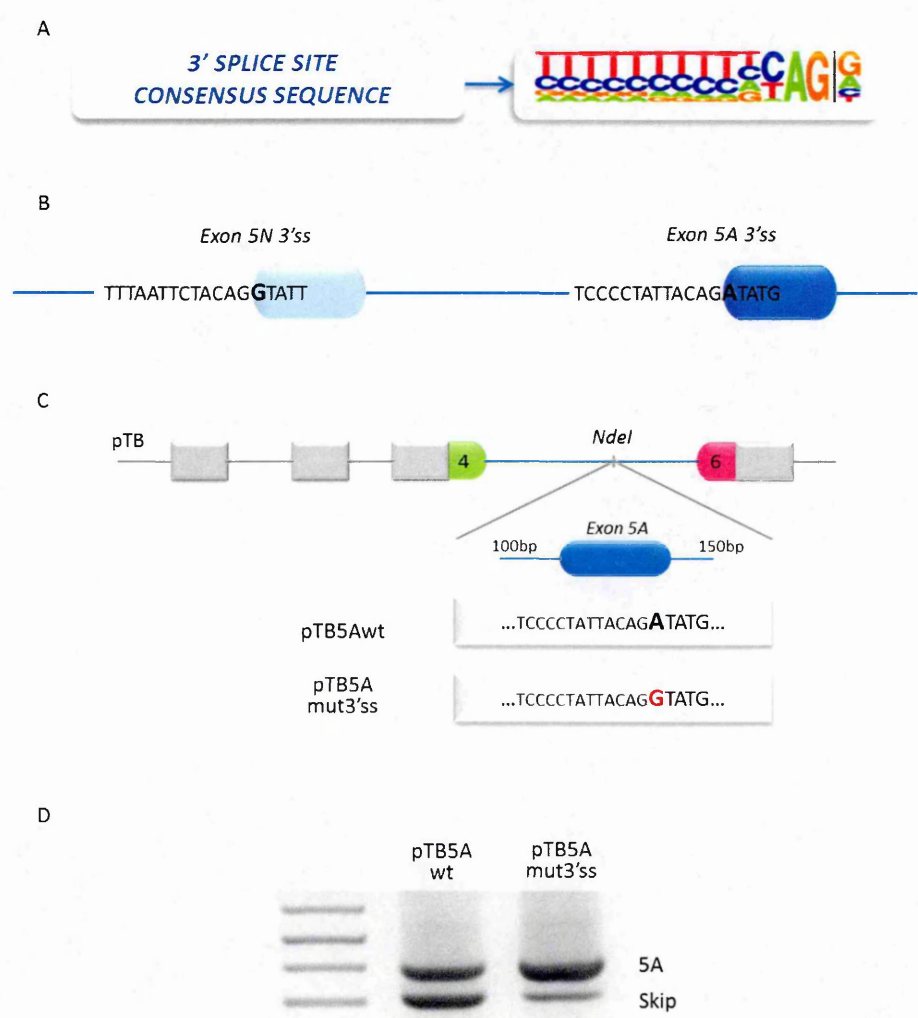 A
3' SPLICE SITE
CONSENSUS SEQUENCE
CAG
B
Exon 5N 3'ss
Exon 5A 3'ss
TTTAATTCTACAGGTATT
TCCCCTATTACAGATATG
C
pTB
NdeI
4
6
Exon 5A
100bp
150bp
pTB5Awt
...TCCCCTATTACAGATATG...
pTB5A
mut3'ss
...TCCCCTATTACAGGTATG...
D
pTB5A
wt
pTB5A
mut3'ss
5A
Skip